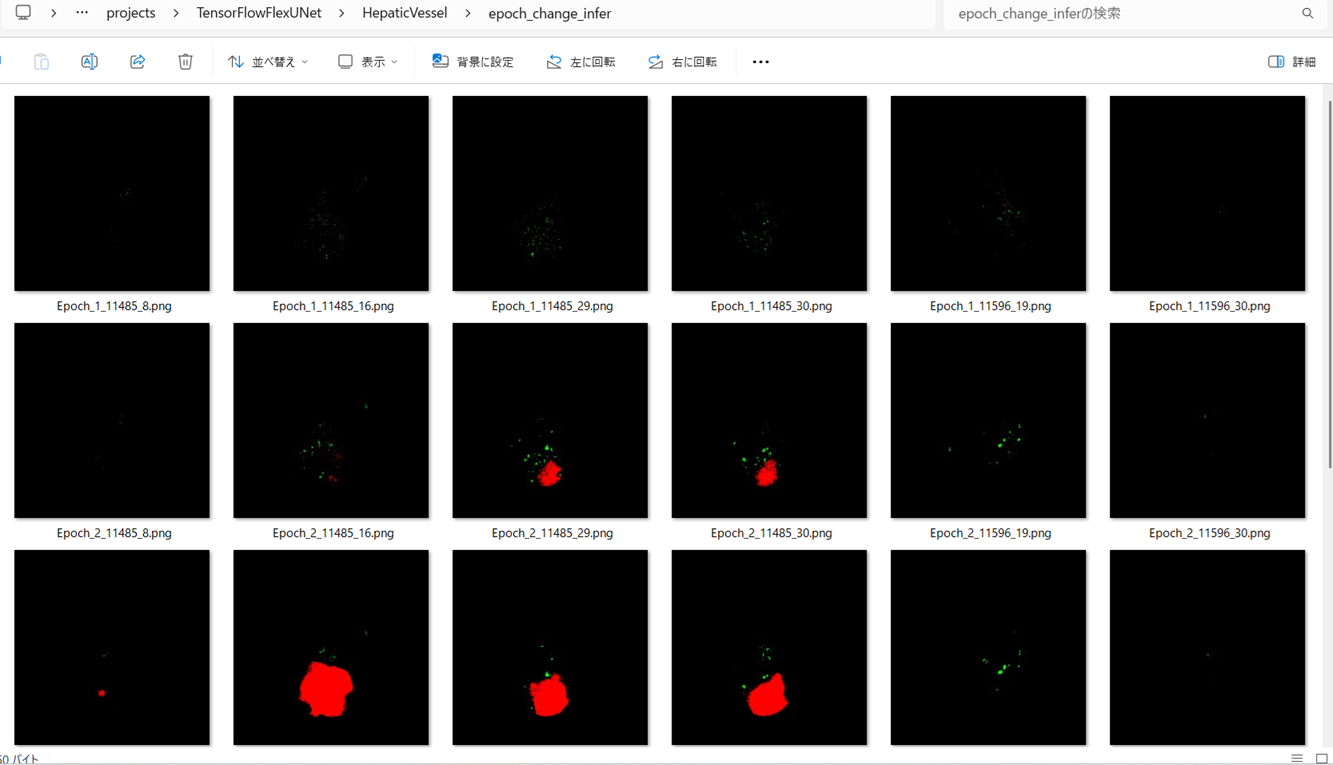 projects TensorFlowFlexUNet HepaticVessel epoch_change_infer epoch_change_inferの検索
並べ替え 表示 背景に設定 左に回転 右に回転 詳細
Epoch_1_11485_8.png Epoch_1_11485_16.png Epoch_1_11485_29.png Epoch_1_11485_30.png Epoch_1_11596_19.png Epoch_1_11596_30.png
Epoch_2_11485_8.png Epoch_2_11485_16.png Epoch_2_11485_29.png Epoch_2_11485_30.png Epoch_2_11596_19.png Epoch_2_11596_30.png
バイト